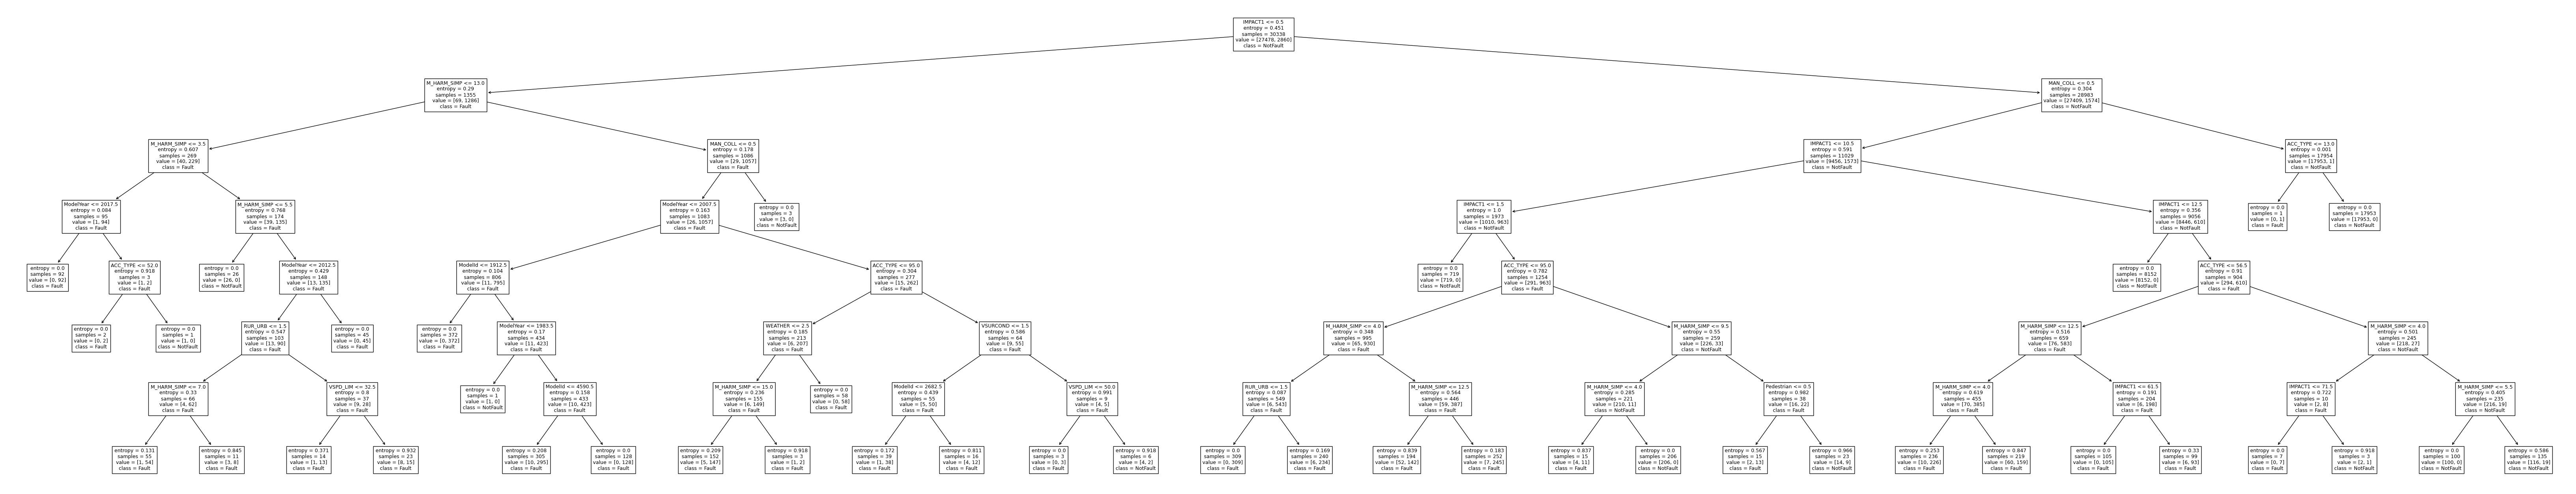 IMPACT1 <= 0.5
entropy = 0.451
samples = 30338
value = [27478, 2860]
class = NotFault
M_HARM_SIMP <= 13.0
entropy = 0.29
samples = 1355
value = [69, 1286]
class = Fault
MAN_COLL <= 0.5
entropy = 0.304
samples = 28983
value = [27409, 1574]
class = NotFault
M_HARM_SIMP <= 3.5
entropy = 0.607
samples = 269
value = [40, 229]
class = Fault
MAN_COLL <= 0.5
entropy = 0.178
samples = 1086
value = [29, 1057]
class = Fault
IMPACT1 <= 10.5
entropy = 0.591
samples = 11029
value = [9456, 1573]
class = NotFault
ACC_TYPE <= 13.0
entropy = 0.001
samples = 17954
value = [17953, 1]
class = NotFault
ModelYear <= 2017.5
entropy = 0.084
samples = 95
value = [1, 94]
class = Fault
M_HARM_SIMP <= 5.5
entropy = 0.768
samples = 174
value = [39, 135]
class = Fault
ModelYear <= 2007.5
entropy = 0.163
samples = 1083
value = [26, 1057]
class = Fault
entropy = 0.0
samples = 3
value = [3, 0]
class = NotFault
IMPACT1 <= 1.5
entropy = 1.0
samples = 1973
value = [1010, 963]
class = NotFault
IMPACT1 <= 12.5
entropy = 0.356
samples = 9056
value = [8446, 610]
class = NotFault
entropy = 0.0
samples = 1
value = [0, 1]
class = Fault
entropy = 0.0
samples = 17953
value = [17953, 0]
class = NotFault
entropy = 0.0
samples = 92
value = [0, 92]
class = Fault
ACC_TYPE <= 52.0
entropy = 0.918
samples = 3
value = [1, 2]
class = Fault
entropy = 0.0
samples = 26
value = [26, 0]
class = NotFault
ModelYear <= 2012.5
entropy = 0.429
samples = 148
value = [13, 135]
class = Fault
ModelId <= 1912.5
entropy = 0.104
samples = 806
value = [11, 795]
class = Fault
ACC_TYPE <= 95.0
entropy = 0.304
samples = 277
value = [15, 262]
class = Fault
entropy = 0.0
samples = 719
value = [719, 0]
class = NotFault
ACC_TYPE <= 95.0
entropy = 0.782
samples = 1254
value = [291, 963]
class = Fault
entropy = 0.0
samples = 8152
value = [8152, 0]
class = NotFault
ACC_TYPE <= 56.5
entropy = 0.91
samples = 904
value = [294, 610]
class = Fault
entropy = 0.0
samples = 2
value = [0, 2]
class = Fault
entropy = 0.0
samples = 1
value = [1, 0]
class = NotFault
RUR_URB <= 1.5
entropy = 0.547
samples = 103
value = [13, 90]
class = Fault
entropy = 0.0
samples = 45
value = [0, 45]
class = Fault
entropy = 0.0
samples = 372
value = [0, 372]
class = Fault
ModelYear <= 1983.5
entropy = 0.17
samples = 434
value = [11, 423]
class = Fault
WEATHER <= 2.5
entropy = 0.185
samples = 213
value = [6, 207]
class = Fault
VSURCOND <= 1.5
entropy = 0.586
samples = 64
value = [9, 55]
class = Fault
M_HARM_SIMP <= 4.0
entropy = 0.348
samples = 995
value = [65, 930]
class = Fault
M_HARM_SIMP <= 9.5
entropy = 0.55
samples = 259
value = [226, 33]
class = NotFault
M_HARM_SIMP <= 12.5
entropy = 0.516
samples = 659
value = [76, 583]
class = Fault
M_HARM_SIMP <= 4.0
entropy = 0.501
samples = 245
value = [218, 27]
class = NotFault
M_HARM_SIMP <= 7.0
entropy = 0.33
samples = 66
value = [4, 62]
class = Fault
VSPD_LIM <= 32.5
entropy = 0.8
samples = 37
value = [9, 28]
class = Fault
entropy = 0.0
samples = 1
value = [1, 0]
class = NotFault
ModelId <= 4590.5
entropy = 0.158
samples = 433
value = [10, 423]
class = Fault
M_HARM_SIMP <= 15.0
entropy = 0.236
samples = 155
value = [6, 149]
class = Fault
entropy = 0.0
samples = 58
value = [0, 58]
class = Fault
ModelId <= 2682.5
entropy = 0.439
samples = 55
value = [5, 50]
class = Fault
VSPD_LIM <= 50.0
entropy = 0.991
samples = 9
value = [4, 5]
class = Fault
RUR_URB <= 1.5
entropy = 0.087
samples = 549
value = [6, 543]
class = Fault
M_HARM_SIMP <= 12.5
entropy = 0.564
samples = 446
value = [59, 387]
class = Fault
M_HARM_SIMP <= 4.0
entropy = 0.285
samples = 221
value = [210, 11]
class = NotFault
Pedestrian <= 0.5
entropy = 0.982
samples = 38
value = [16, 22]
class = Fault
M_HARM_SIMP <= 4.0
entropy = 0.619
samples = 455
value = [70, 385]
class = Fault
IMPACT1 <= 61.5
entropy = 0.191
samples = 204
value = [6, 198]
class = Fault
IMPACT1 <= 71.5
entropy = 0.722
samples = 10
value = [2, 8]
class = Fault
M_HARM_SIMP <= 5.5
entropy = 0.405
samples = 235
value = [216, 19]
class = NotFault
entropy = 0.131
samples = 55
value = [1, 54]
class = Fault
entropy = 0.845
samples = 11
value = [3, 8]
class = Fault
entropy = 0.371
samples = 14
value = [1, 13]
class = Fault
entropy = 0.932
samples = 23
value = [8, 15]
class = Fault
entropy = 0.208
samples = 305
value = [10, 295]
class = Fault
entropy = 0.0
samples = 128
value = [0, 128]
class = Fault
entropy = 0.209
samples = 152
value = [5, 147]
class = Fault
entropy = 0.918
samples = 3
value = [1, 2]
class = Fault
entropy = 0.172
samples = 39
value = [1, 38]
class = Fault
entropy = 0.811
samples = 16
value = [4, 12]
class = Fault
entropy = 0.0
samples = 3
value = [0, 3]
class = Fault
entropy = 0.918
samples = 6
value = [4, 2]
class = NotFault
entropy = 0.0
samples = 309
value = [0, 309]
class = Fault
entropy = 0.169
samples = 240
value = [6, 234]
class = Fault
entropy = 0.839
samples = 194
value = [52, 142]
class = Fault
entropy = 0.183
samples = 252
value = [7, 245]
class = Fault
entropy = 0.837
samples = 15
value = [4, 11]
class = Fault
entropy = 0.0
samples = 206
value = [206, 0]
class = NotFault
entropy = 0.567
samples = 15
value = [2, 13]
class = Fault
entropy = 0.966
samples = 23
value = [14, 9]
class = NotFault
entropy = 0.253
samples = 236
value = [10, 226]
class = Fault
entropy = 0.847
samples = 219
value = [60, 159]
class = Fault
entropy = 0.0
samples = 105
value = [0, 105]
class = Fault
entropy = 0.33
samples = 99
value = [6, 93]
class = Fault
entropy = 0.0
samples = 7
value = [0, 7]
class = Fault
entropy = 0.918
samples = 3
value = [2, 1]
class = NotFault
entropy = 0.0
samples = 100
value = [100, 0]
class = NotFault
entropy = 0.586
samples = 135
value = [116, 19]
class = NotFault